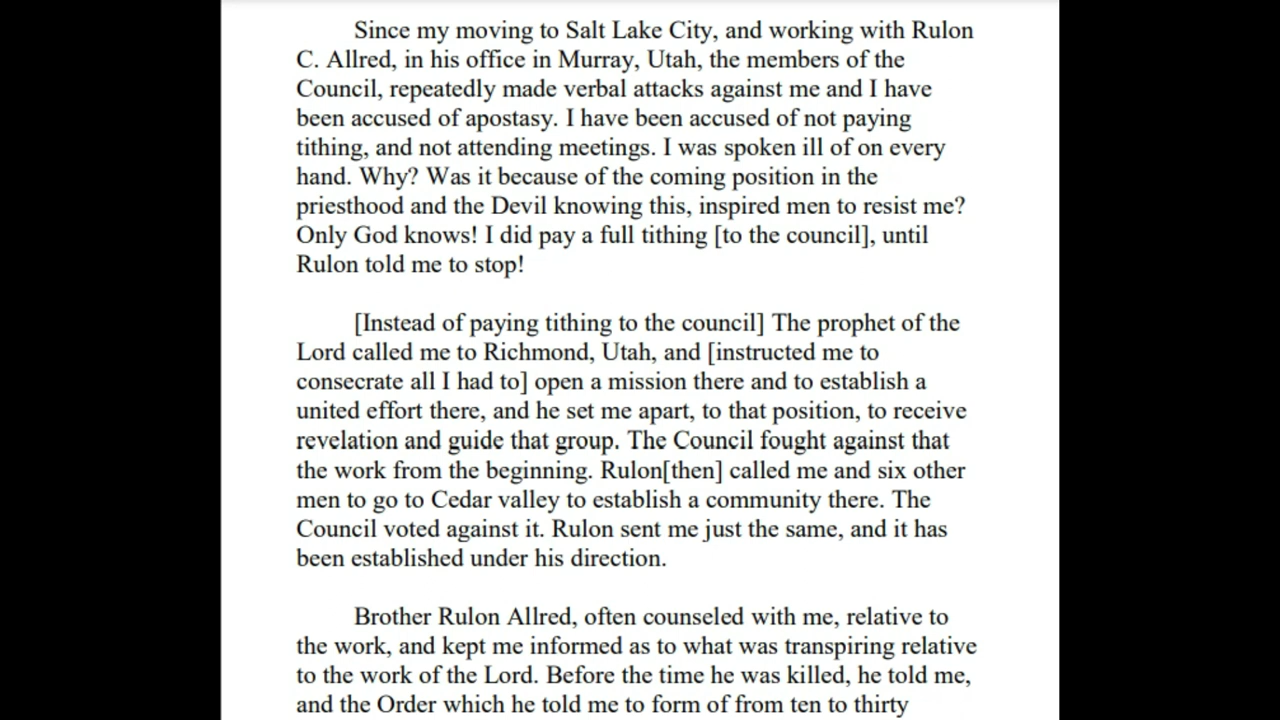 Since my moving to Salt Lake City, and working with Rulon
C. Allred, in his office in Murray, Utah, the members of the
Council, repeatedly made verbal attacks against me and I have
been accused of apostasy. I have been accused of not paying
tithing, and not attending meetings. I was spoken ill of on every
hand. Why? Was it because of the coming position in the
priesthood and the Devil knowing this, inspired men to resist me?
Only God knows! I did pay a full tithing [to the council], until
Rulon told me to stop!
[Instead of paying tithing to the council] The prophet of the
Lord called me to Richmond, Utah, and [instructed me to
consecrate all I had to] open a mission there and to establish a
united effort there, and he set me apart, to that position, to receive
revelation and guide that group. The Council fought against that
the work from the beginning. Rulon[then] called me and six other
men to go to Cedar valley to establish a community there. The
Council voted against it. Rulon sent me just the same, and it has
been established under his direction.
Brother Rulon Allred, often counseled with me, relative to
the work, and kept me informed as to what was transpiring relative
to the work of the Lord. Before the time he was killed, he told me,
and the Order which he told me to form of from ten to thirty